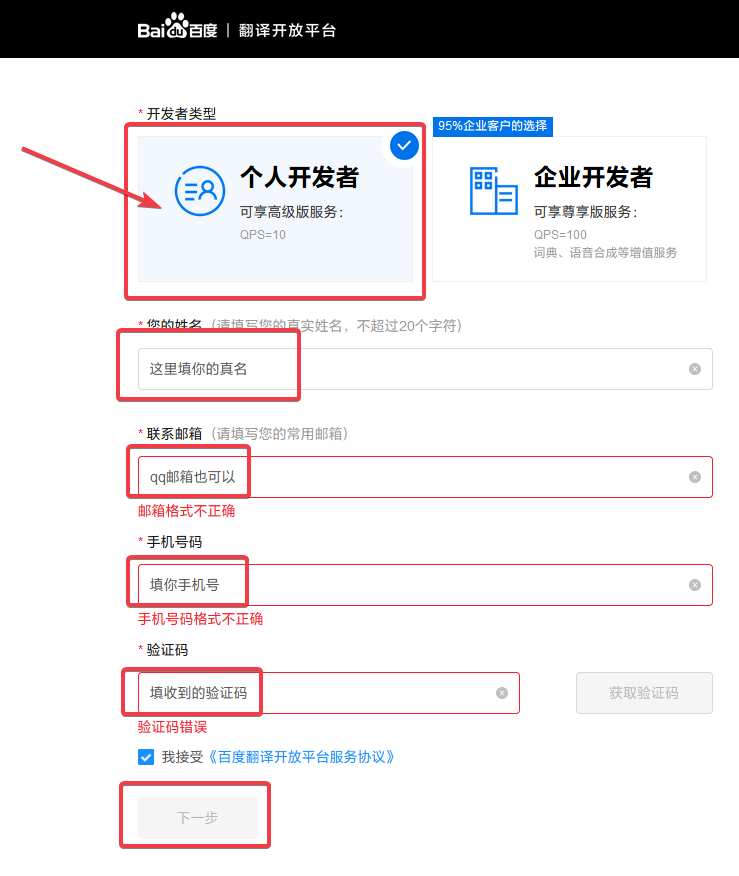 Bai百度 | 翻译开放平台
* 开发者类型
95%企业客户的选择
个人开发者
可享高级版服务：
QPS=10
企业开发者
可享尊享版服务：
QPS=100
词典、语音合成等增值服务
* 您的姓名（请填写您的真实姓名，不超过20个字符）
这里填你的真名
* 联系邮箱（请填写您的常用邮箱）
qq邮箱也可以
邮箱格式不正确
* 手机号码
填你手机号
手机号码格式不正确
* 验证码
填收到的验证码
获取验证码
验证码错误
我接受《百度翻译开放平台服务协议》
下一步